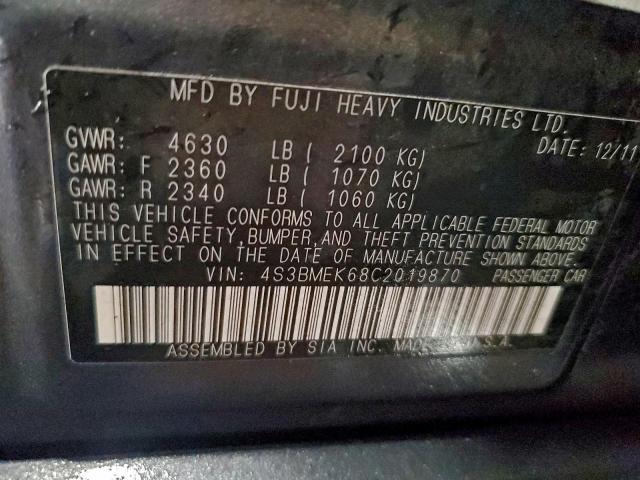 MFD BY FUJI HEAVY INDUSTRIES LTD.
GVWR: 4630 LB ( 2100 KG) DATE: 12/11
GAWR: F 2360 LB ( 1070 KG)
GAWR: R 2340 LB ( 1060 KG)
THIS VEHICLE CONFORMS TO ALL APPLICABLE FEDERAL MOTOR
VEHICLE SAFETY, BUMPER, AND THEFT PREVENTION STANDARDS
IN EFFECT ON THE DATE OF MANUFACTURE SHOWN ABOVE.
VIN: 4S3BMEK68C2019870 PASSENGER CAR
ASSEMBLED BY SIA INC. MADE U.S.A.